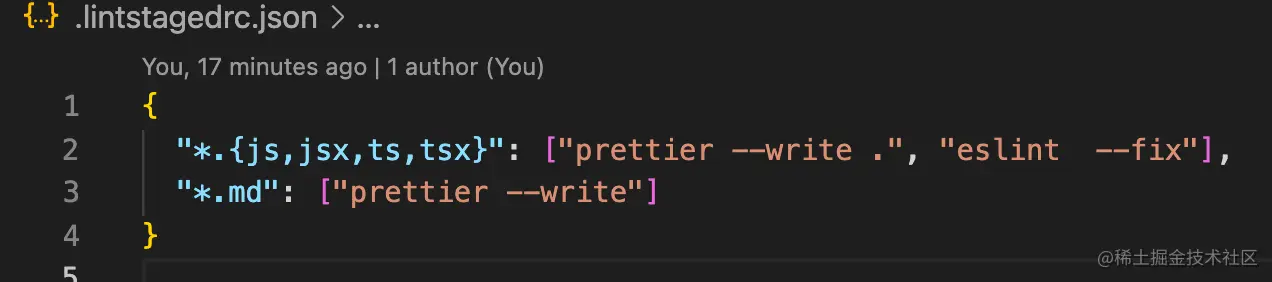 {..} .lintstagedrc.json > ...
You, 17 minutes ago | 1 author (You)
1 {
2 "*.{js,jsx,ts,tsx}": ["prettier --write .", "eslint  --fix"],
3 "*.md": ["prettier --write"]
4 }
5
@稀土掘金技术社区